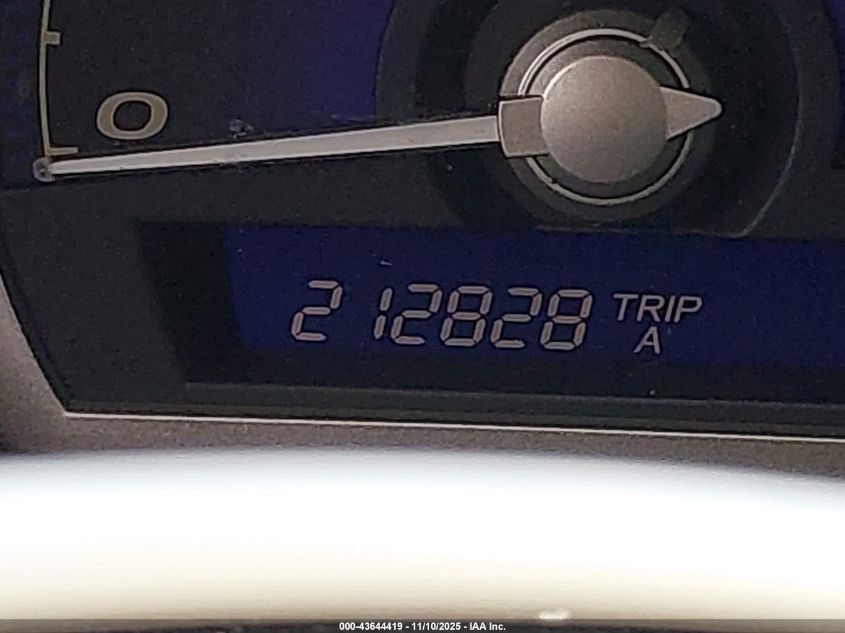 0
212828 TRIP
A
000-43644419 - 11/10/2025 - IAA Inc.